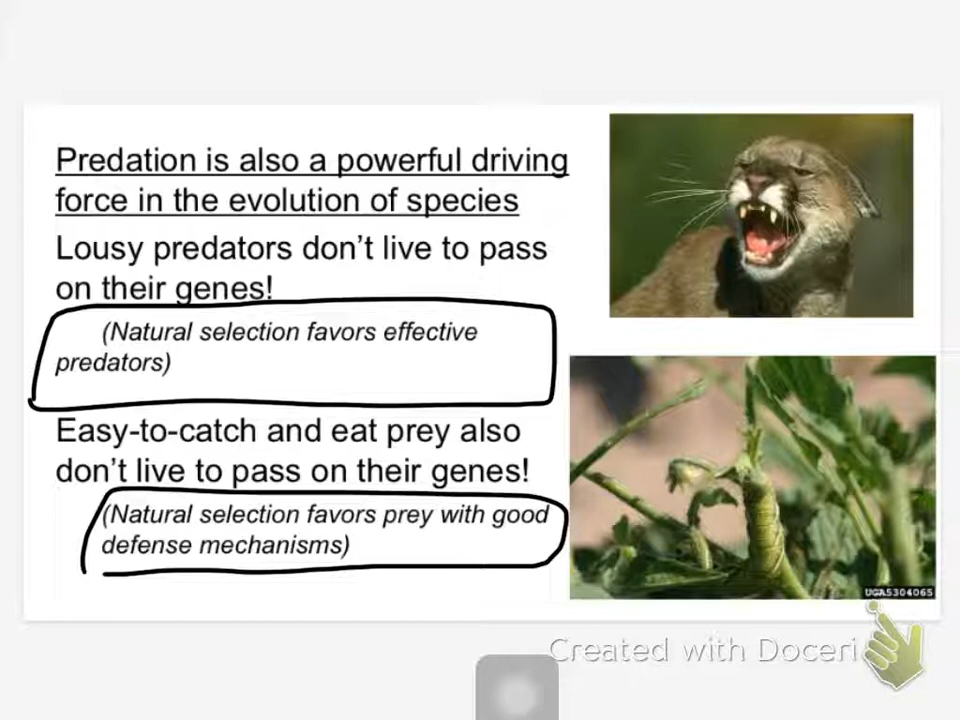 Predation is also a powerful driving
force in the evolution of species
Lousy predators don't live to pass
on their genes!
(Natural selection favors effective
predators)
Easy-to-catch and eat prey also
don't live to pass on their genes!
(Natural selection favors prey with good
defense mechanisms)
UGA5304065
Created with Doceri